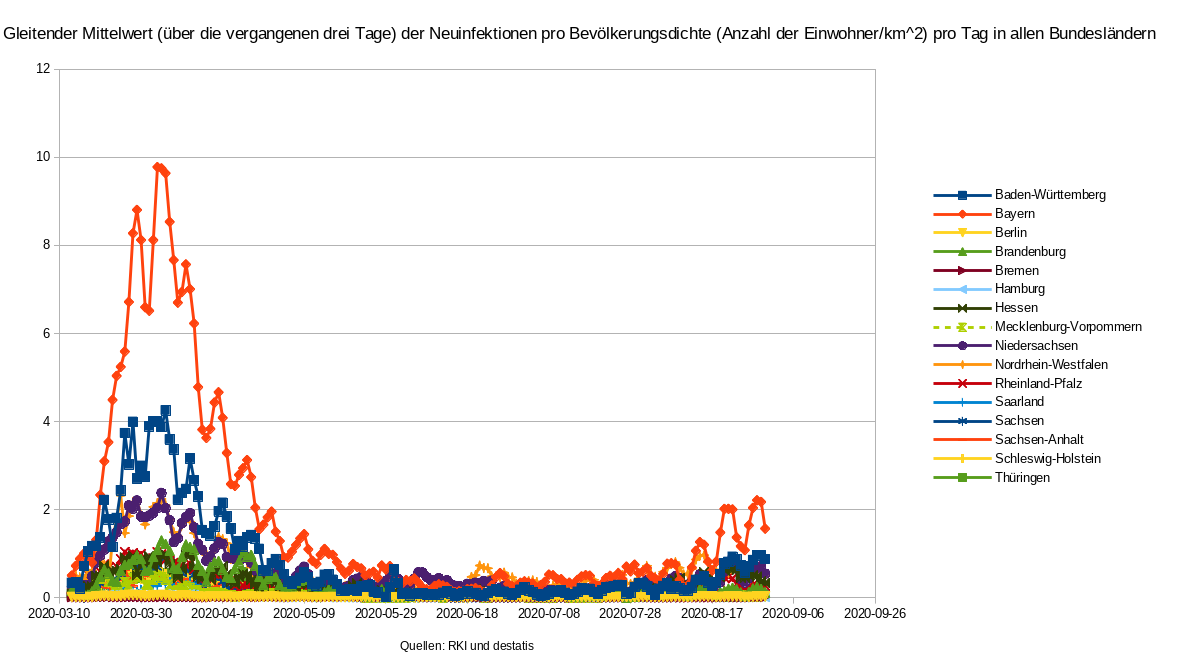 Gleitender Mittelwert (über die vergangenen drei Tage) der Neuinfektionen pro Bevölkerungsdichte (Anzahl der Einwohner/km^2) pro Tag in allen Bundesländern
12
10
8
6
4
2
0
2020-03-10 2020-03-30 2020-04-19 2020-05-09 2020-05-29 2020-06-18 2020-07-08 2020-07-28 2020-08-17 2020-09-06 2020-09-26
Quellen: RKI und destatis
Baden-Württemberg
Bayern
Berlin
Brandenburg
Bremen
Hamburg
Hessen
Mecklenburg-Vorpommern
Niedersachsen
Nordrhein-Westfalen
Rheinland-Pfalz
Saarland
Sachsen
Sachsen-Anhalt
Schleswig-Holstein
Thüringen